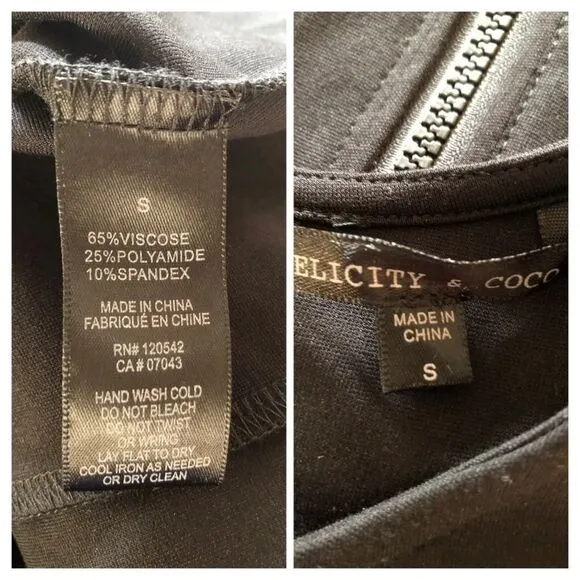 S
65%VISCOSE
25%POLYAMIDE
10%SPANDEX
MADE IN CHINA
FABRIQUÉ EN CHINE
RN# 120542
CA # 07043
HAND WASH COLD
DO NOT BLEACH
DO NOT TWIST
OR WRING
LAY FLAT TO DRY
COOL IRON AS NEEDED
OR DRY CLEAN
ELICITY & COCO
MADE IN
CHINA
S